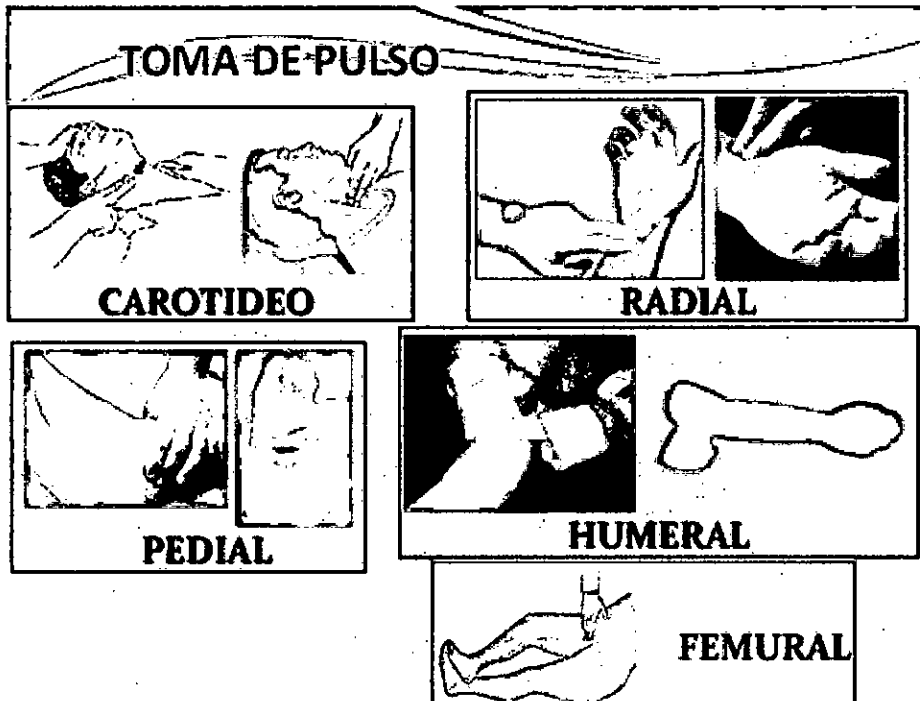 TOMA DE PULSO
CAROTIDEO
RADIAL
PEDIAL
HUMERAL
FEMURAL